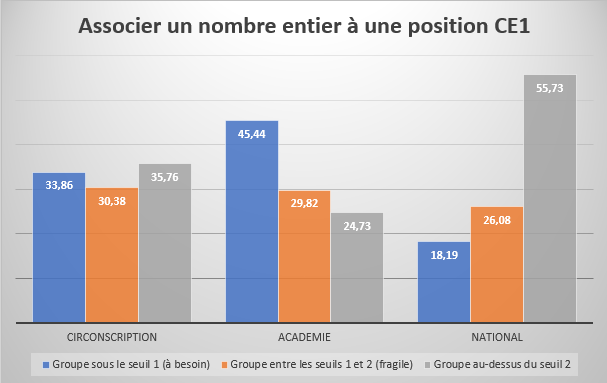 Associer un nombre entier à une position CE1
33,86
30,38
35,76
45,44
29,82
24,73
18,19
26,08
55,73
CIRCONSCRIPTION
ACADEMIE
NATIONAL
Groupe sous le seuil 1 (à besoin)
Groupe entre les seuils 1 et 2 (fragile)
Groupe au-dessus du seuil 2